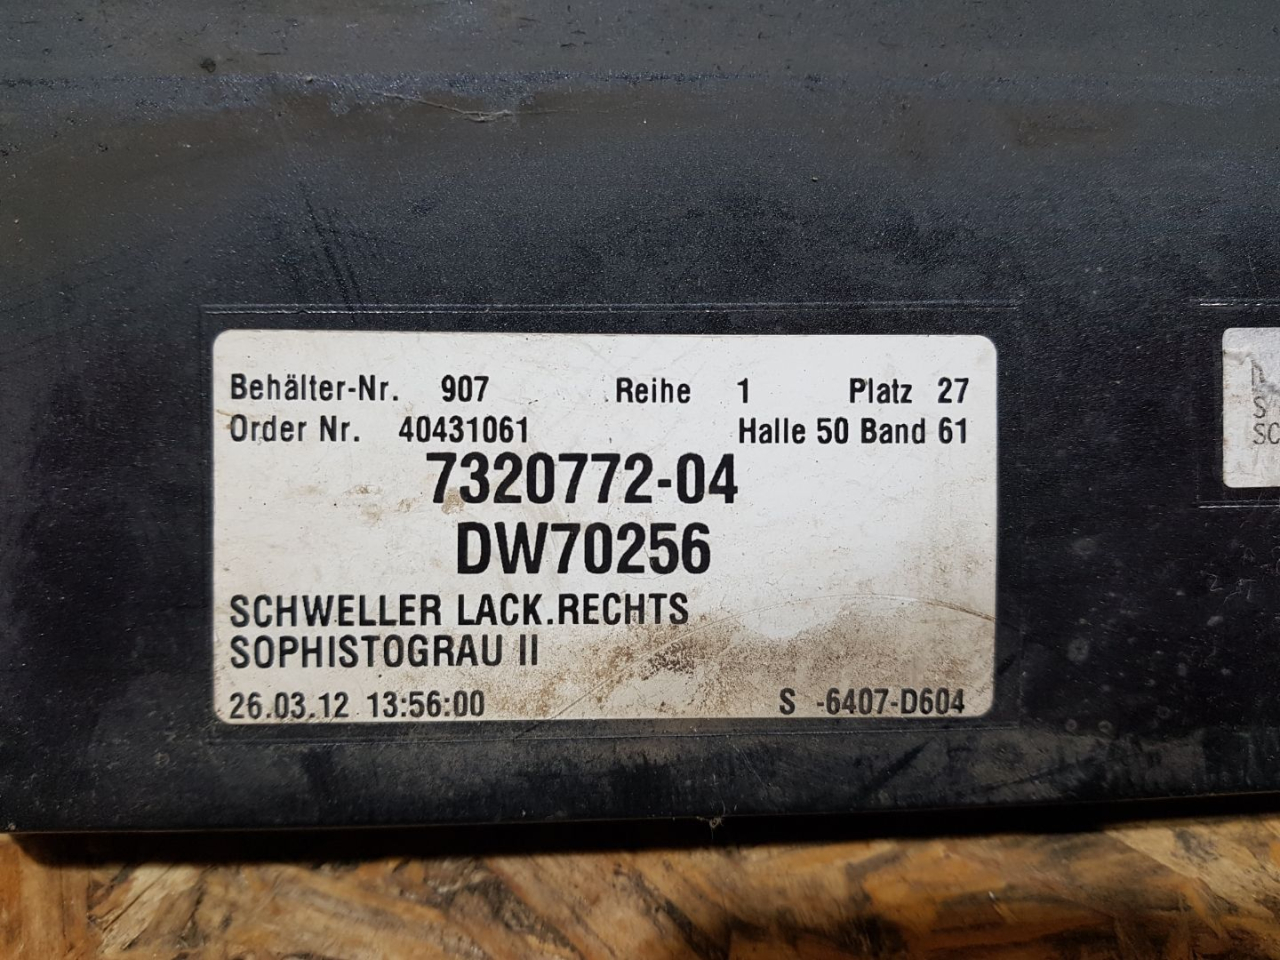 Behälter-Nr. 907 Reihe 1 Platz 27
Order Nr. 40431061 Halle 50 Band 61
7320772-04
DW70256
SCHWELLER LACK.RECHTS
SOPHISTOGRAU II
26.03.12 13:56:00 S -6407-D604
S
SC